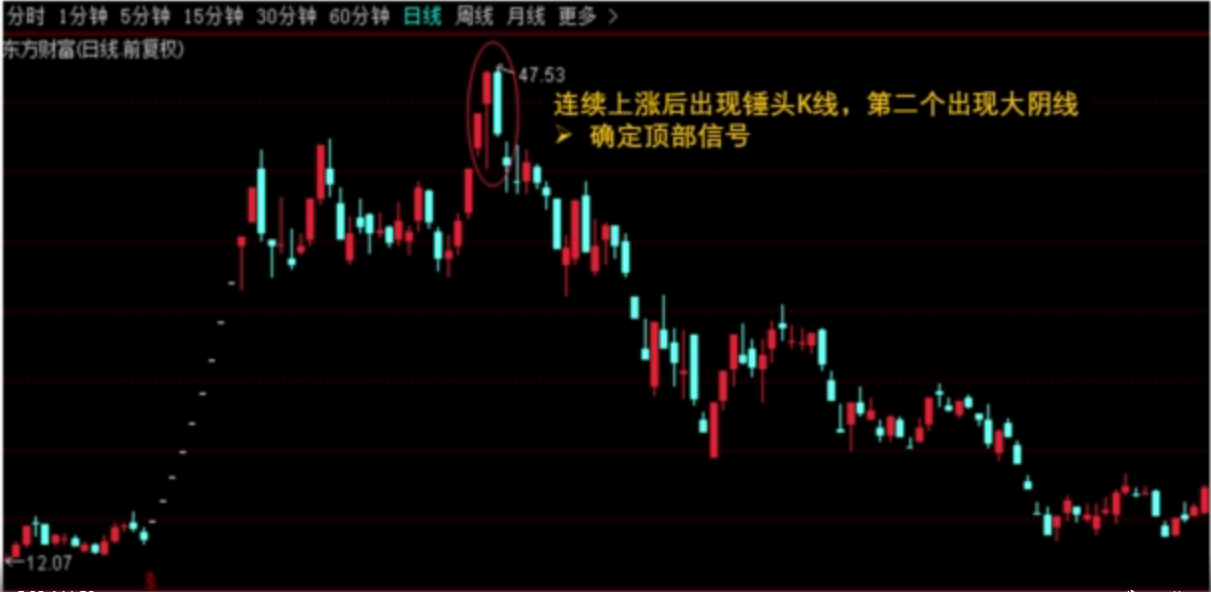 分时 1分钟 5分钟 15分钟 30分钟 60分钟 日线 周线 月线 更多 >
东方财富(日线.前复权)
47.53
连续上涨后出现锤头K线，第二个出现大阴线
➢ 确定顶部信号
←12.07